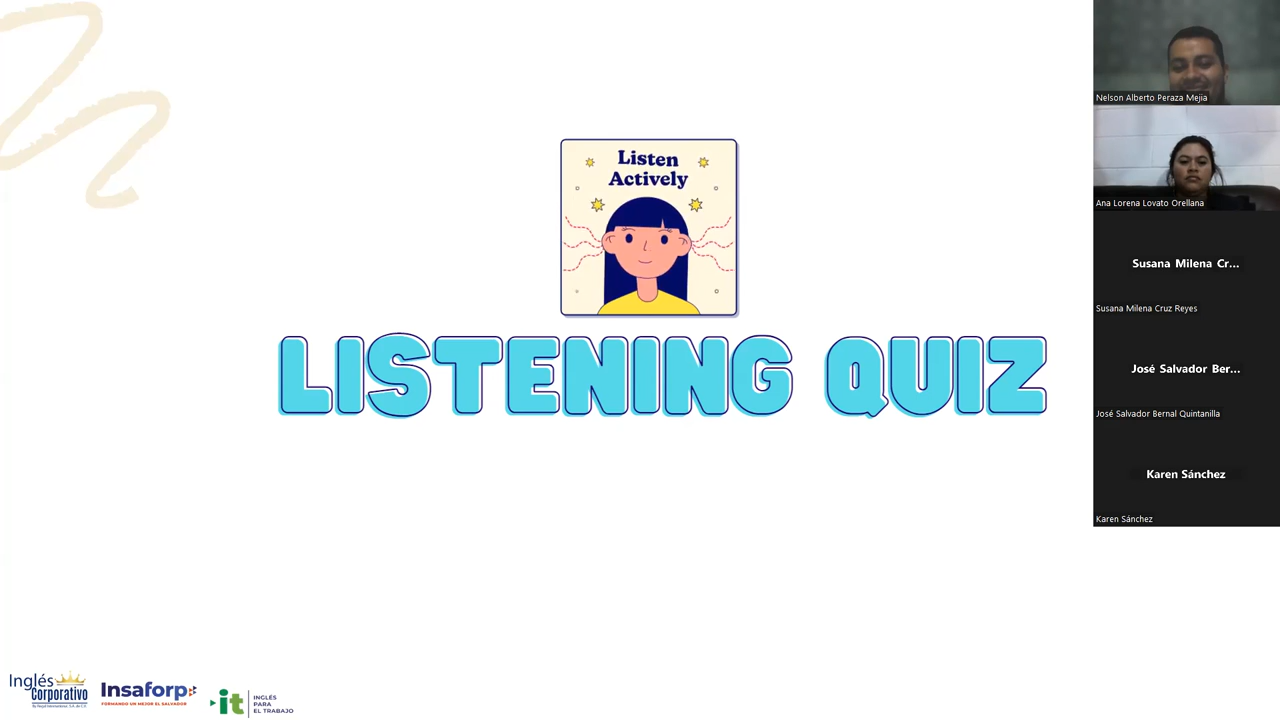 Listen
Actively
LISTENING QUIZ
Inglés
Corporativo
Insaforp
FORMANDO UN MEJOR EL SALVADOR
it
INGLÉS
PARA
EL TRABAJO
Nelson Alberto Peraza Mejia
Ana Lorena Lovato Orellana
Susana Milena Cr...
Susana Milena Cruz Reyes
José Salvador Ber...
José Salvador Bernal Quintanilla
Karen Sánchez
Karen Sánchez